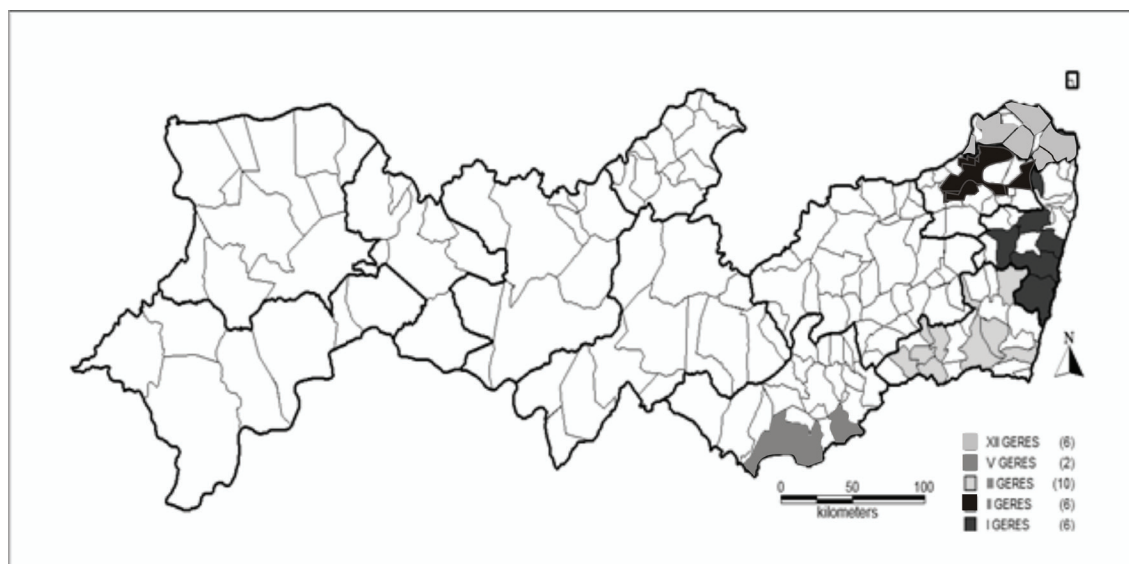 N
XII GERES (6)
V GERES (2)
III GERES (10)
II GERES (6)
I GERES (6)
0 50 100
kilometers